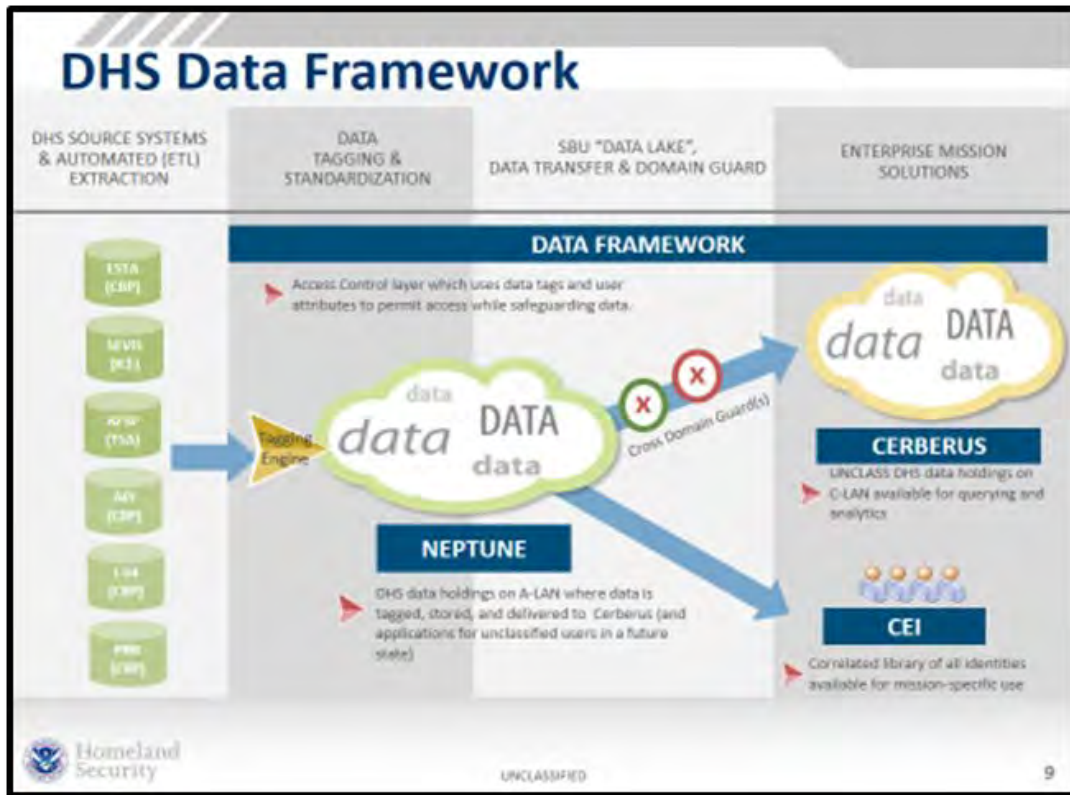 DHS Data Framework
DHS SOURCE SYSTEMS
& AUTOMATED (ETL)
EXTRACTION
DATA
TAGGING &
STANDARDIZATION
SBU "DATA LAKE",
DATA TRANSFER & DOMAIN GUARD
ENTERPRISE MISSION
SOLUTIONS
DATA FRAMEWORK
Access Control layer which uses data tags and user
attributes to permit access while safeguarding data.
ESTA
(CBP)
SEVIS
(ICE)
(TSA)
(CBP)
I-94
(CBP)
(CBP)
Tagging
Engine
data
data
DATA
data
X
X
Cross Domain Guard(s)
data
data
DATA
data
CERBERUS
UNCLASS DHS data holdings on
C-LAN available for querying and
analytics
NEPTUNE
DHS data holdings on A-LAN where data is
tagged, stored, and delivered to Cerberus (and
applications for unclassified users in a future
state)
CEI
Correlated library of all identities
available for mission-specific use
Homeland
Security
UNCLASSIFIED
9